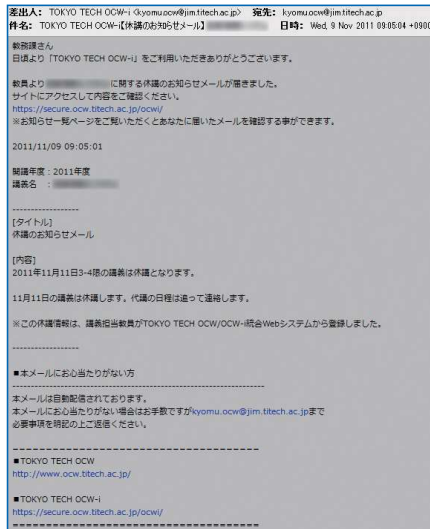 差出人: TOKYO TECH OCW-i <kyomu.ocw@jim.titech.ac.jp> 宛先: kyomu.ocw@jim.titech.ac.jp
件名: TOKYO TECH OCW-i【休講のお知らせメール】 日時: Wed, 9 Nov 2011 09:05:04 +0900
教務課さん
日頃より「TOKYO TECH OCW-i」をご利用いただきありがとうございます。
教員より に関する休講のお知らせメールが届きました。
サイトにアクセスして内容をご確認ください。
https://secure.ocw.titech.ac.jp/ocwi/
※お知らせ一覧ページをご覧いただくとあなたに届いたメールを確認する事ができます。
2011/11/09 09:05:01
開講年度：2011年度
講義名 ：
------------------
[タイトル]
休講のお知らせメール
[内容]
2011年11月11日3-4限の講義は休講となります。
11月11日の講義は休講します。代講の日程は追って連絡します。
※この休講情報は、講義担当教員がTOKYO TECH OCW/OCW-i統合Webシステムから登録しました。
------------------
■本メールにお心当たりがない方
------------------------------------------------------------
本メールは自動配信されております。
本メールにお心当たりがない場合はお手数ですがkyomu.ocw@jim.titech.ac.jpまで
必要事項を明記の上ご返信ください。
=====================================
■TOKYO TECH OCW
http://www.ocw.titech.ac.jp/
■TOKYO TECH OCW-i
https://secure.ocw.titech.ac.jp/ocwi/
=====================================